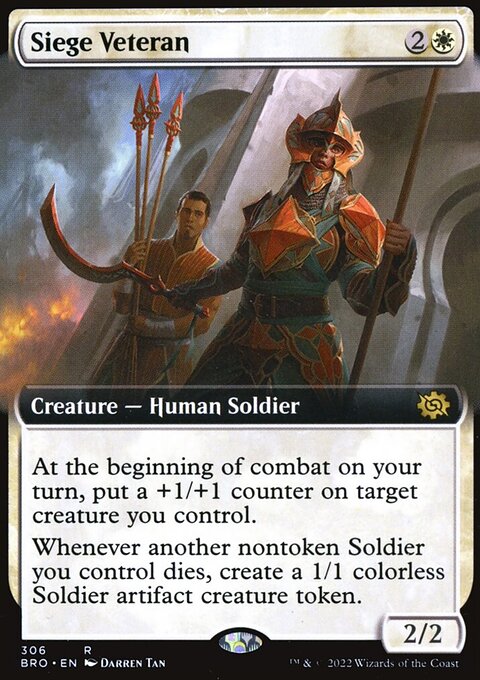 Siege Veteran 2
Creature — Human Soldier
At the beginning of combat on your
turn, put a +1/+1 counter on target
creature you control.
Whenever another nontoken Soldier
you control dies, create a 1/1 colorless
Soldier artifact creature token.
2/2
306 R
BRO • EN Darren Tan
™ & © 2022 Wizards of the Coast